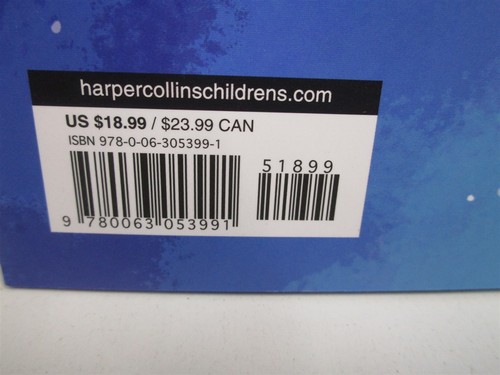 harpercollinschildrens.com
US $18.99 / $23.99 CAN
ISBN 978-0-06-305399-1
51899
9 780063 053991